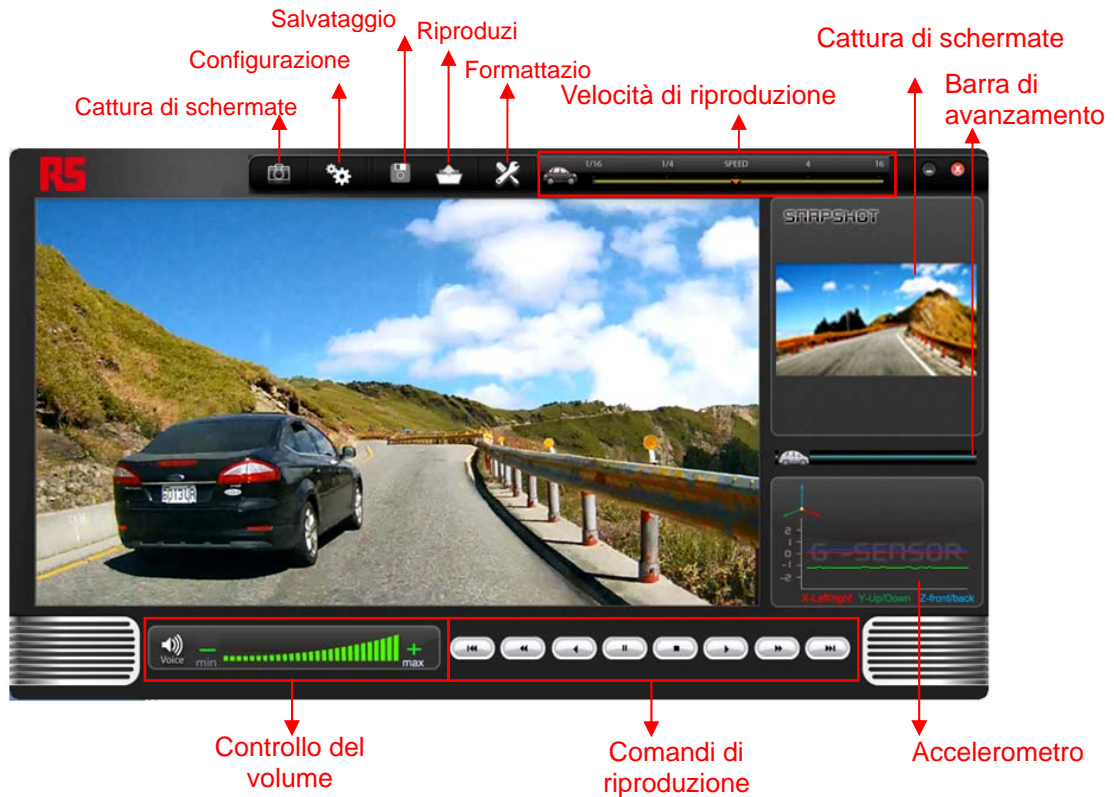 Salvataggio
Riproduzi
Cattura di schermate
Configurazione
Formattazio
Barra di
avanzamento
Velocità di riproduzione
Cattura di schermate
RS
1/16 1/4 SPEED 4 16
SNAPSHOT
2
1
0
-1
-2
G-SENSOR
X-Left/right Y-Up/Down Z-front/back
Voice
min
max
Controllo del
volume
Comandi di
riproduzione
Accelerometro